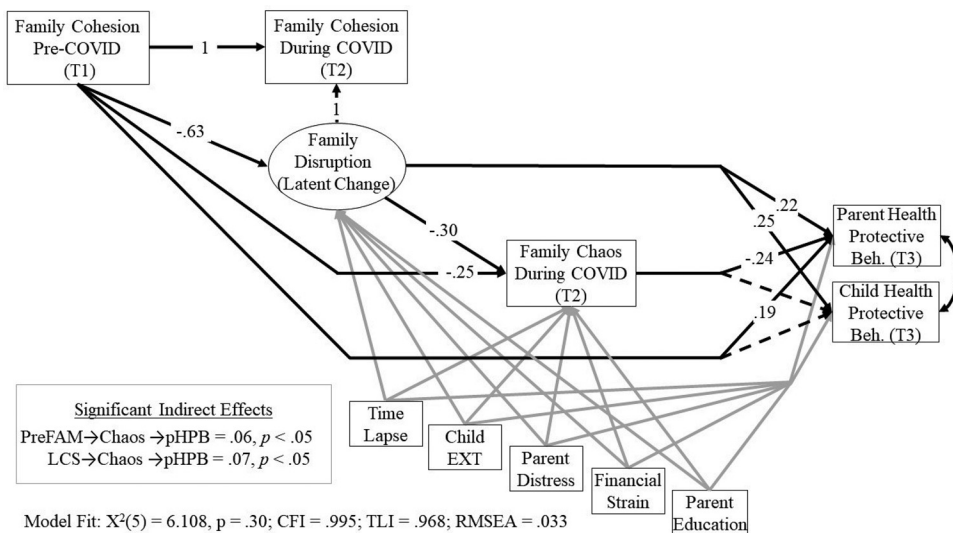 Family Cohesion
Pre-COVID
(T1)
1
Family Cohesion
During COVID
(T2)
1
-.63
Family
Disruption
(Latent Change)
-.30
-.25
Family Chaos
During COVID
(T2)
.22
.25
-.24
.19
Parent Health
Protective
Beh. (T3)
Child Health
Protective
Beh. (T3)
Time
Lapse
Child
EXT
Parent
Distress
Financial
Strain
Parent
Education
Significant Indirect Effects
PreFAM→Chaos →pHPB = .06, p < .05
LCS→Chaos →pHPB = .07, p < .05
Model Fit: X²(5) = 6.108, p = .30; CFI = .995; TLI = .968; RMSEA = .033